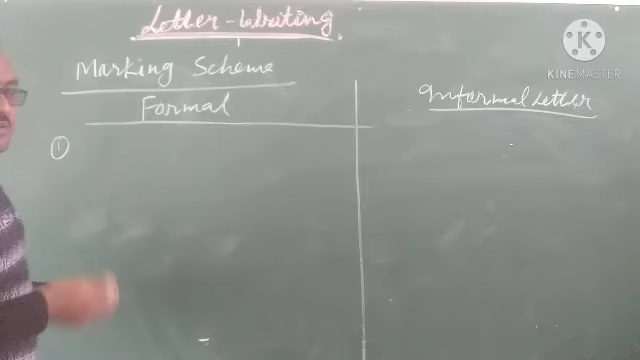 Letter-Writing
Marking Scheme
Formal
Informal Letter
①
KINEMASTER